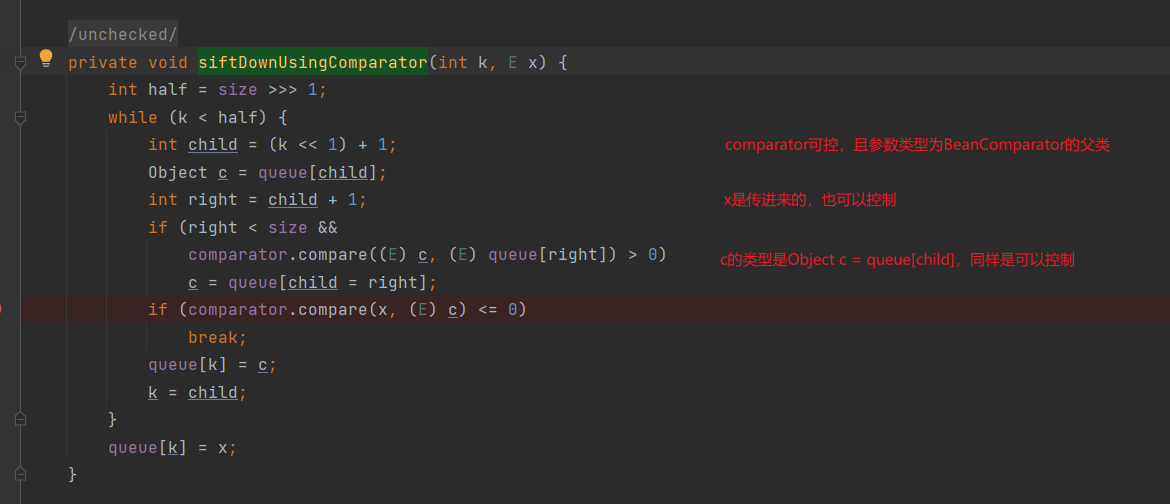 /unchecked/
private void siftDownUsingComparator(int k, E x) {
int half = size >>> 1;
while (k < half) {
int child = (k << 1) + 1;
comparator可控，且参数类型为BeanComparator的父类
Object c = queue[child];
int right = child + 1;
x是传进来的，也可以控制
if (right < size &&
comparator.compare((E) c, (E) queue[right]) > 0)
c的类型是Object c = queue[child]，同样是可以控制
c = queue[child = right];
if (comparator.compare(x, (E) c) <= 0)
break;
queue[k] = c;
k = child;
}
queue[k] = x;
}